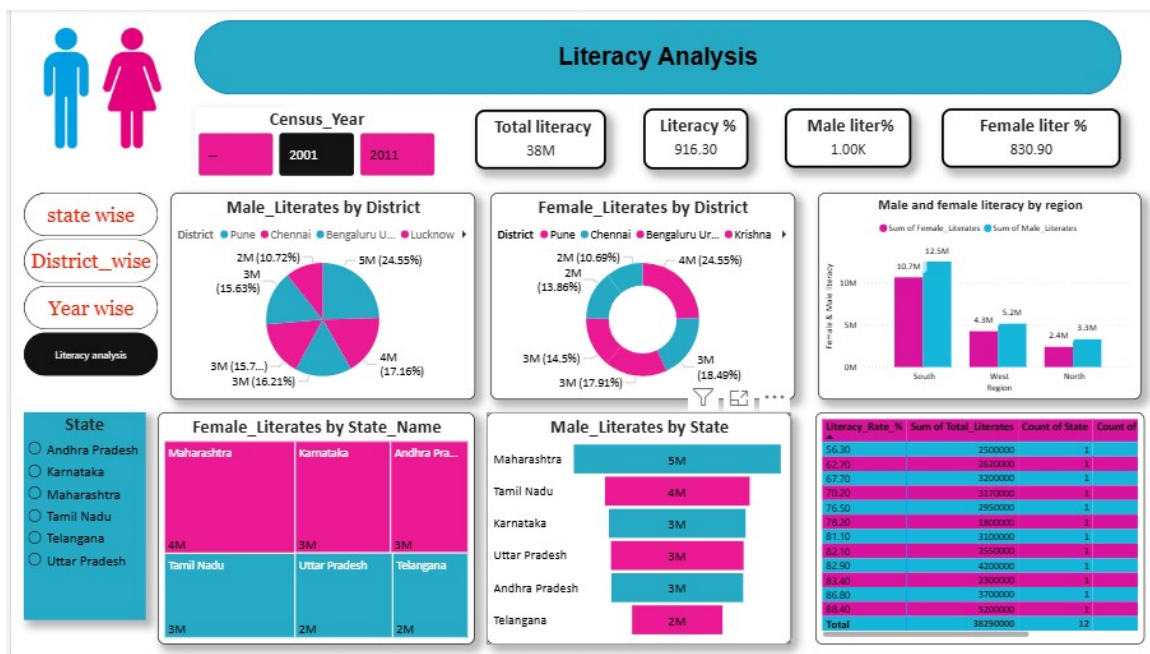 Literacy Analysis
Census_Year
--
2001
2011
Total literacy
38M
Literacy %
916.30
Male liter%
1.00K
Female liter %
830.90
state wise
District_wise
Year wise
Literacy analysis
Male_Literates by District
District Pune Chennai Bengaluru U... Lucknow
2M (10.72%)
5M (24.55%)
3M
(15.63%)
3M (15.7...)
3M (16.21%)
4M
(17.16%)
Female_Literates by District
District Pune Chennai Bengaluru Ur... Krishna
2M (10.69%)
4M (24.55%)
2M
(13.86%)
3M (14.5%)
3M (17.91%)
3M
(18.49%)
Male and female literacy by region
Sum of Female_Literates Sum of Male_Literates
Female & Male literacy
10M
5M
0M
10.7M
12.5M
4.3M
5.2M
2.4M
3.3M
South
West
North
Region
State
Andhra Pradesh
Karnataka
Maharashtra
Tamil Nadu
Telangana
Uttar Pradesh
Female_Literates by State_Name
Maharashtra
4M
Karnataka
3M
Andhra Pra...
3M
Tamil Nadu
3M
Uttar Pradesh
2M
Telangana
2M
Male_Literates by State
Maharashtra 5M
Tamil Nadu 4M
Karnataka 3M
Uttar Pradesh 3M
Andhra Pradesh 3M
Telangana 2M
Literacy_Rate_% Sum of Total_Literates Count of State Count of
56.30 2500000 1
62.70 2620000 1
67.70 3200000 1
70.20 3170000 1
76.50 2950000 1
78.20 1800000 1
81.10 3100000 1
82.10 3550000 1
82.90 4200000 1
83.40 2300000 1
86.80 3700000 1
88.40 5200000 1
Total 38290000 12